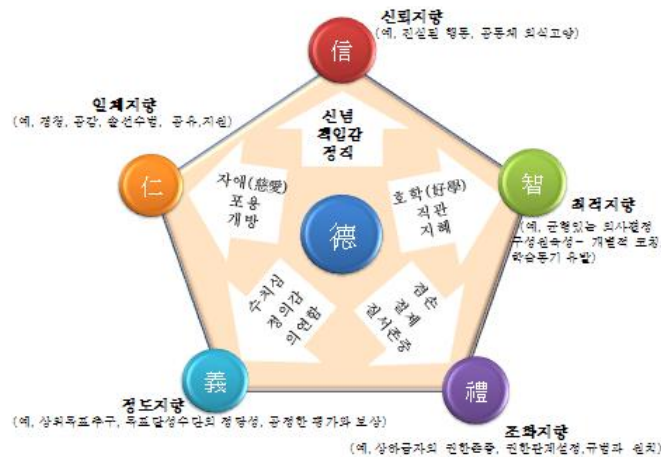 신뢰지향
(예, 진실된 행동, 공동체 의식고양)
信
일체지향
(예, 경청, 공감, 솔선수범, 공유,지원)
신념
책임감
정직
仁
자애(慈愛)
포용
개방
호학(好學)
직관
지혜
智
최적지향
(예, 균형있는 의사결정
구성원속성- 개별적 코칭
학습동기 유발)
德
수치심
정의감
의연함
겸손
절제
질서존중
義
禮
정도지향
(예, 상위목표추구, 목표달성수단의 정당성, 공정한 평가와 보상)
조화지향
(예, 상하급자의 권한존중, 권한관계설정,규범과 원칙)